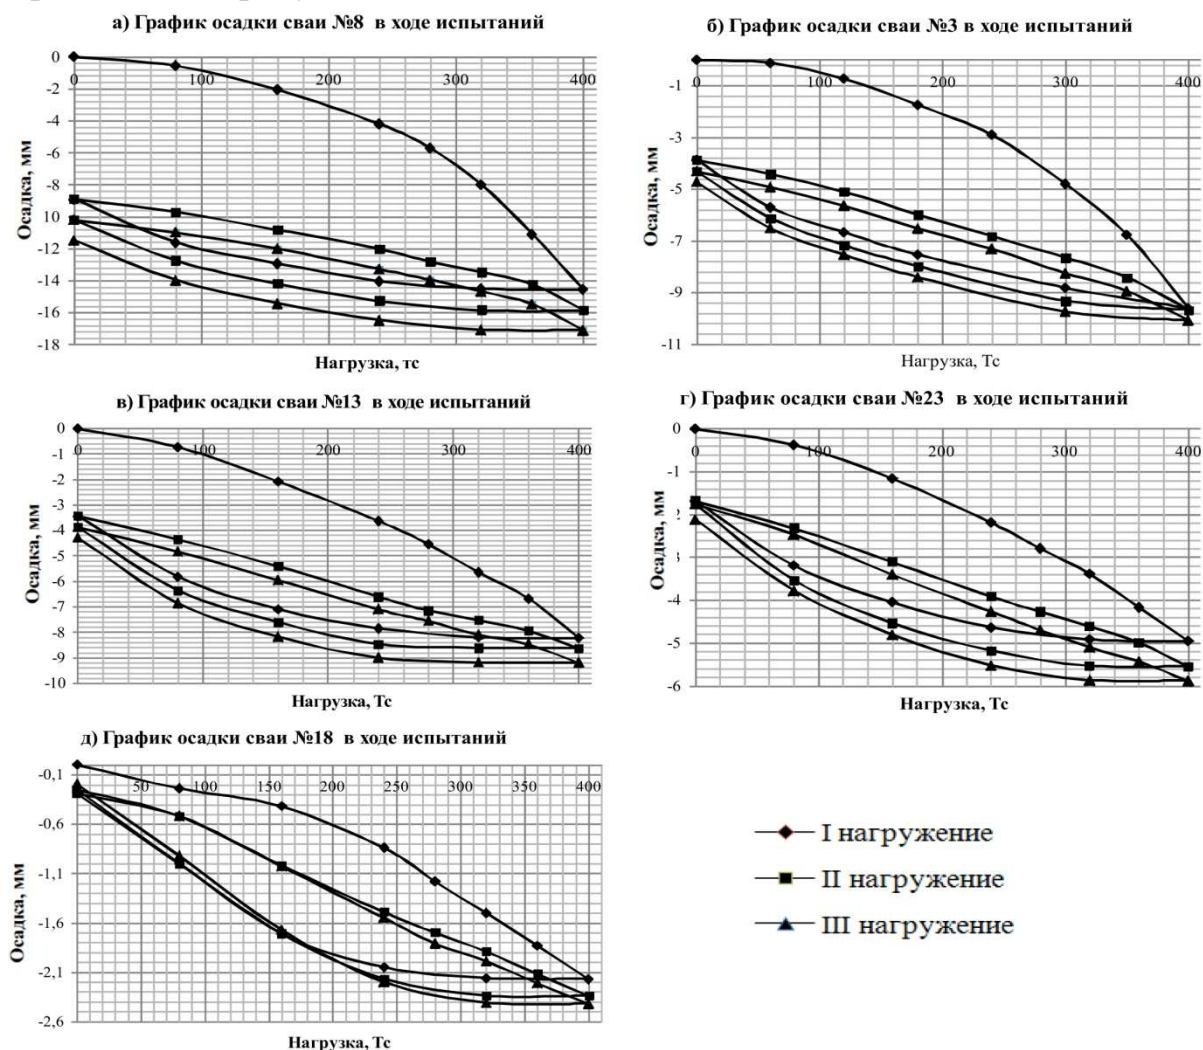 а) График осадки сваи №8 в ходе испытаний
0
-2
-4
-6
-8
-10
-12
-14
-16
-18
0 100 200 300 400
Осадка, мм
Нагрузка, тс
б) График осадки сваи №3 в ходе испытаний
-1
-3
-5
-7
-9
-11
0 100 200 300 400
Осадка, мм
Нагрузка, Тс
в) График осадки сваи №13 в ходе испытаний
0
-1
-2
-3
-4
-5
-6
-7
-8
-9
-10
0 100 200 300 400
Осадка, мм
Нагрузка, Тс
г) График осадки сваи №23 в ходе испытаний
0
-1
-2
-3
-4
-5
-6
0 100 200 300 400
Осадка, мм
Нагрузка, Тс
д) График осадки сваи №18 в ходе испытаний
-0,1
-0,6
-1,1
-1,6
-2,1
-2,6
0 50 100 150 200 250 300 350 400
Осадка, мм
Нагрузка, Тс
I нагружение
II нагружение
III нагружение